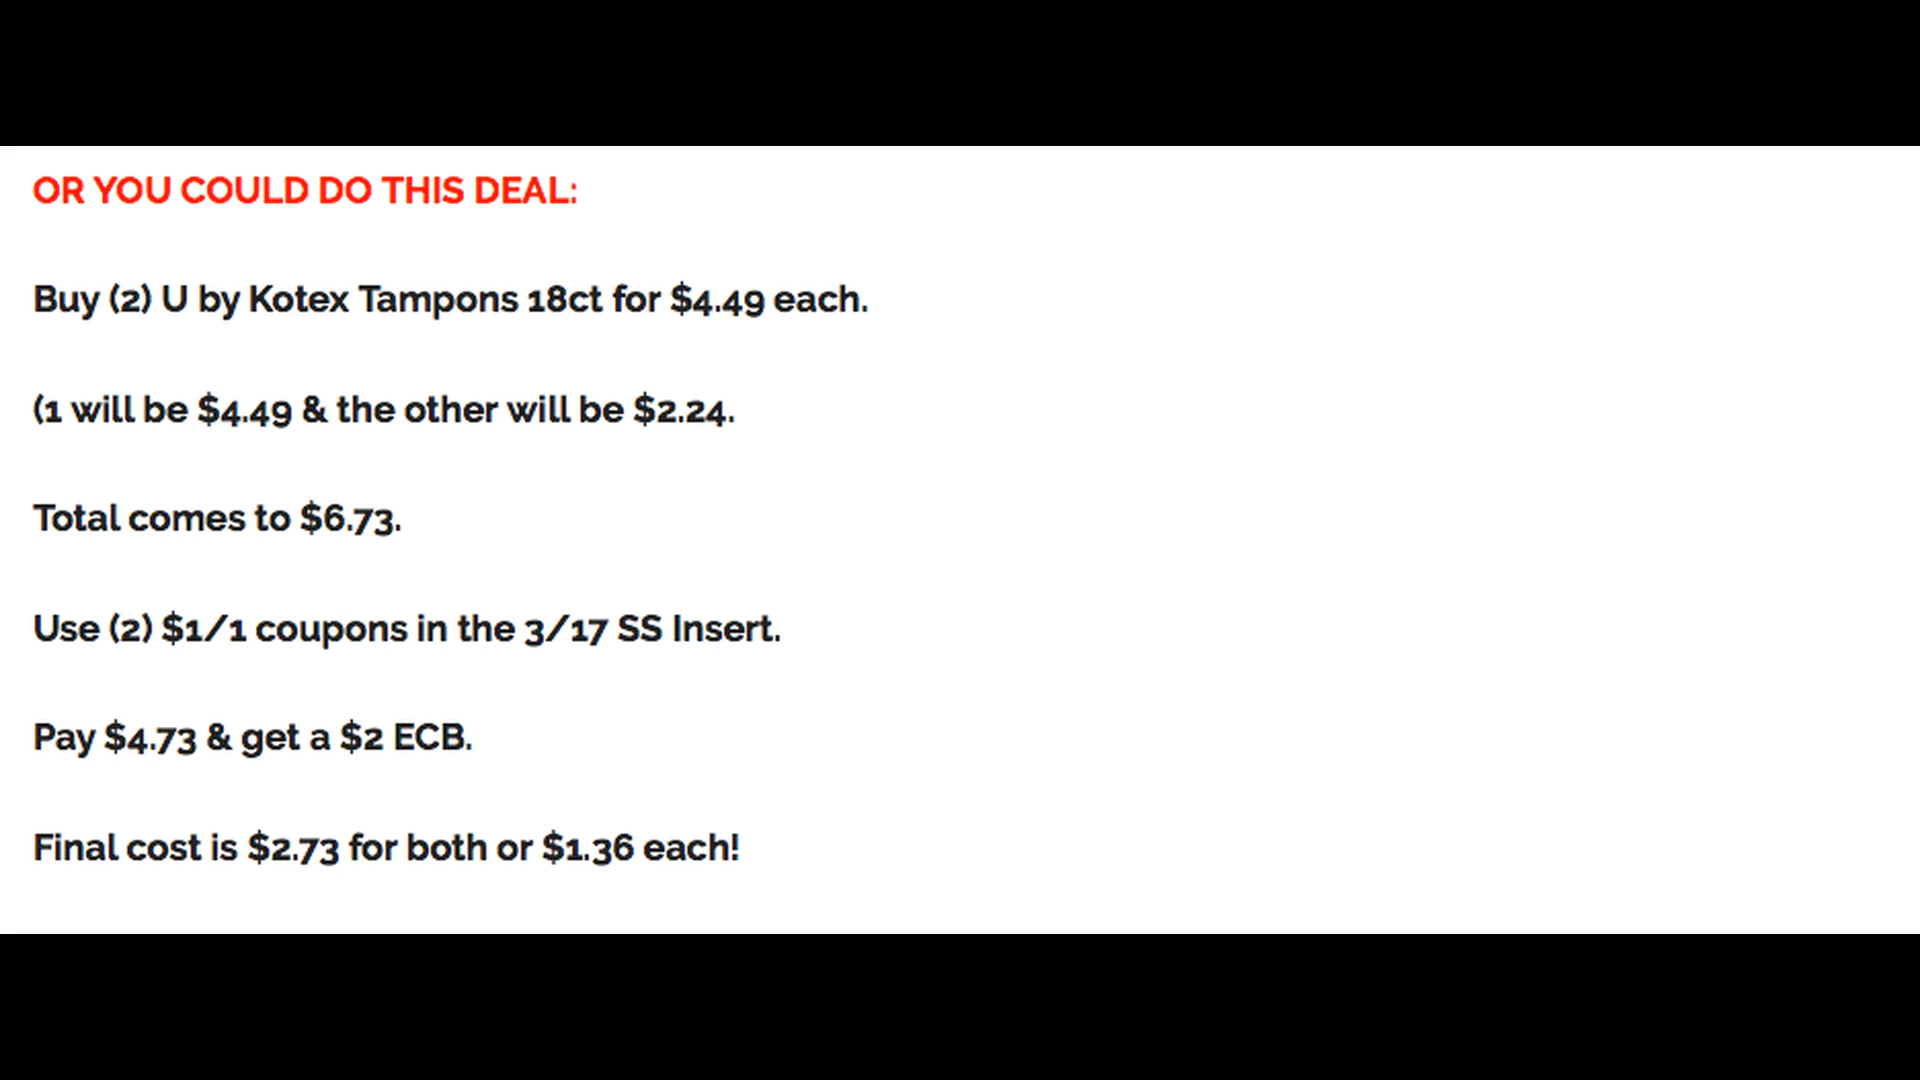 OR YOU COULD DO THIS DEAL:
Buy (2) U by Kotex Tampons 18ct for $4.49 each.
(1 will be $4.49 & the other will be $2.24.
Total comes to $6.73.
Use (2) $1/1 coupons in the 3/17 SS Insert.
Pay $4.73 & get a $2 ECB.
Final cost is $2.73 for both or $1.36 each!